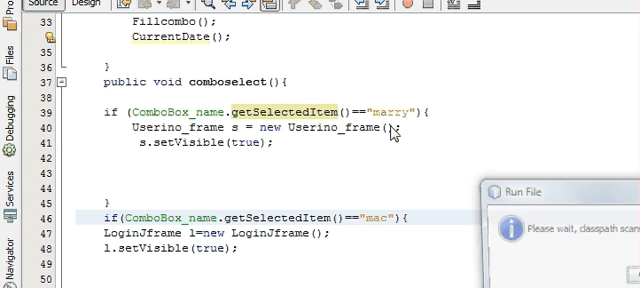 Source
Design
Pro
Files
Debugging
Services
Navigator
33 Fillcombo();
CurrentDate();
35
36 }
37 public void comboselect(){
38
39 if (ComboBox_name.getSelectedItem()=="marry"){
40 Userino_frame s = new Userino_frame();
41 s.setVisible(true);
42
43
44
45 }
46 if(ComboBox_name.getSelectedItem()=="mac"){
47 LoginJframe l=new LoginJframe();
48 l.setVisible(true);
49
50
Run File
Please wait, classpath scan